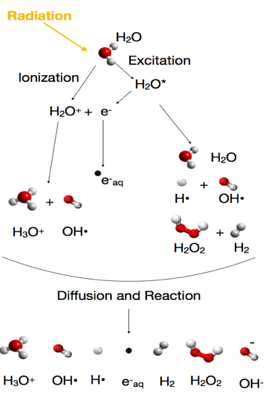 Radiation
H₂O
Ionization
Excitation
H₂O*
H₂O⁺ + e⁻
H₂O
+
H• OH•
e⁻aq
+
H₃O⁺ OH•
+
H₂O₂ H₂
Diffusion and Reaction
-
H₃O⁺ OH• H• e⁻aq H₂ H₂O₂ OH⁻